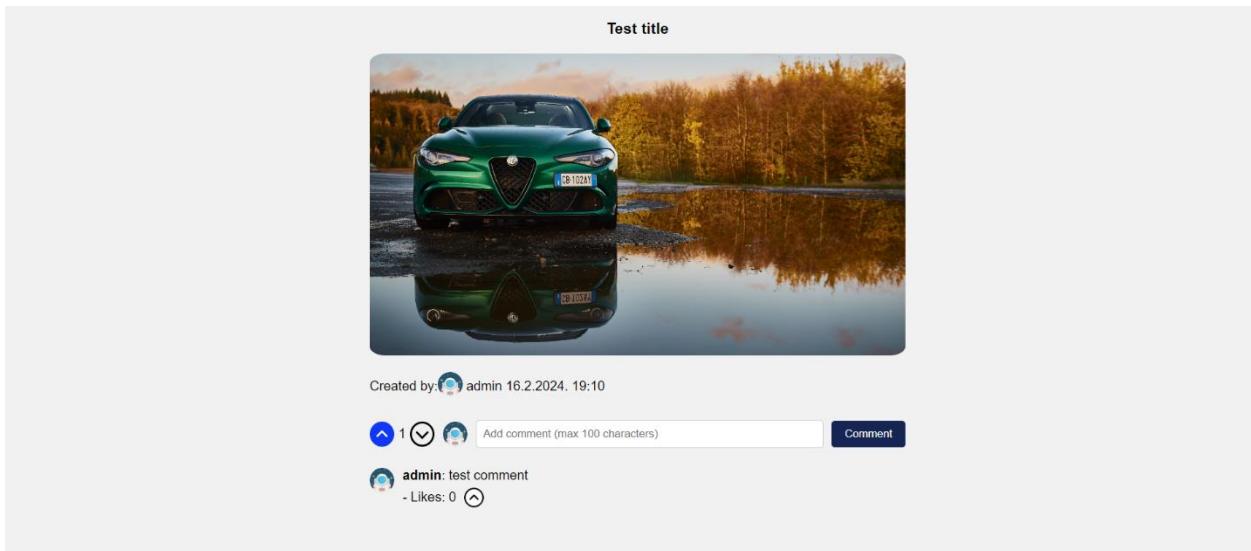 Test title
GB·102AY
Created by: admin 16.2.2024. 19:10
1
Add comment (max 100 characters)
Comment
admin: test comment
- Likes: 0